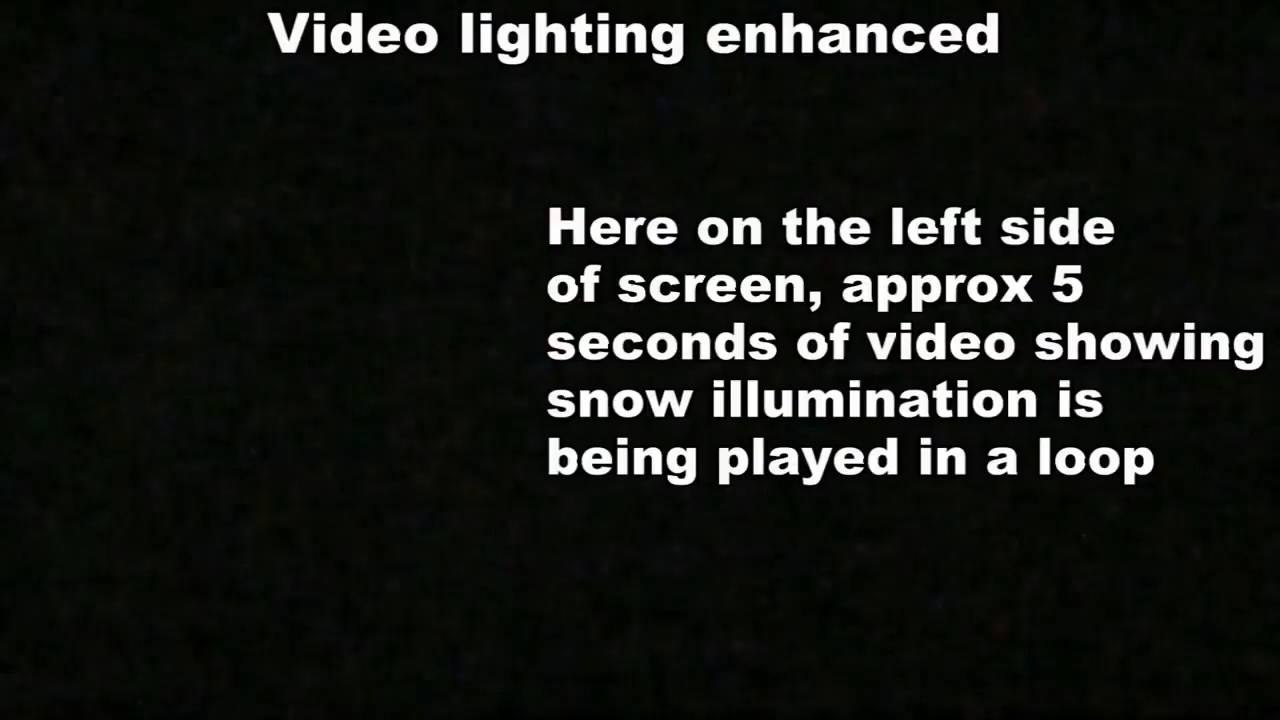 Video lighting enhanced
Here on the left side
of screen, approx 5
seconds of video showing
snow illumination is
being played in a loop